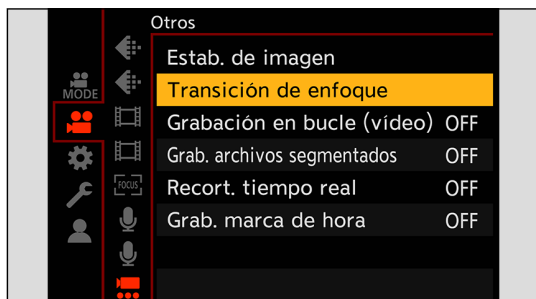 Otros
Estab. de imagen
MODE
Transición de enfoque
Grabación en bucle (vídeo) OFF
Grab. archivos segmentados OFF
FOCUS
Recort. tiempo real OFF
Grab. marca de hora OFF